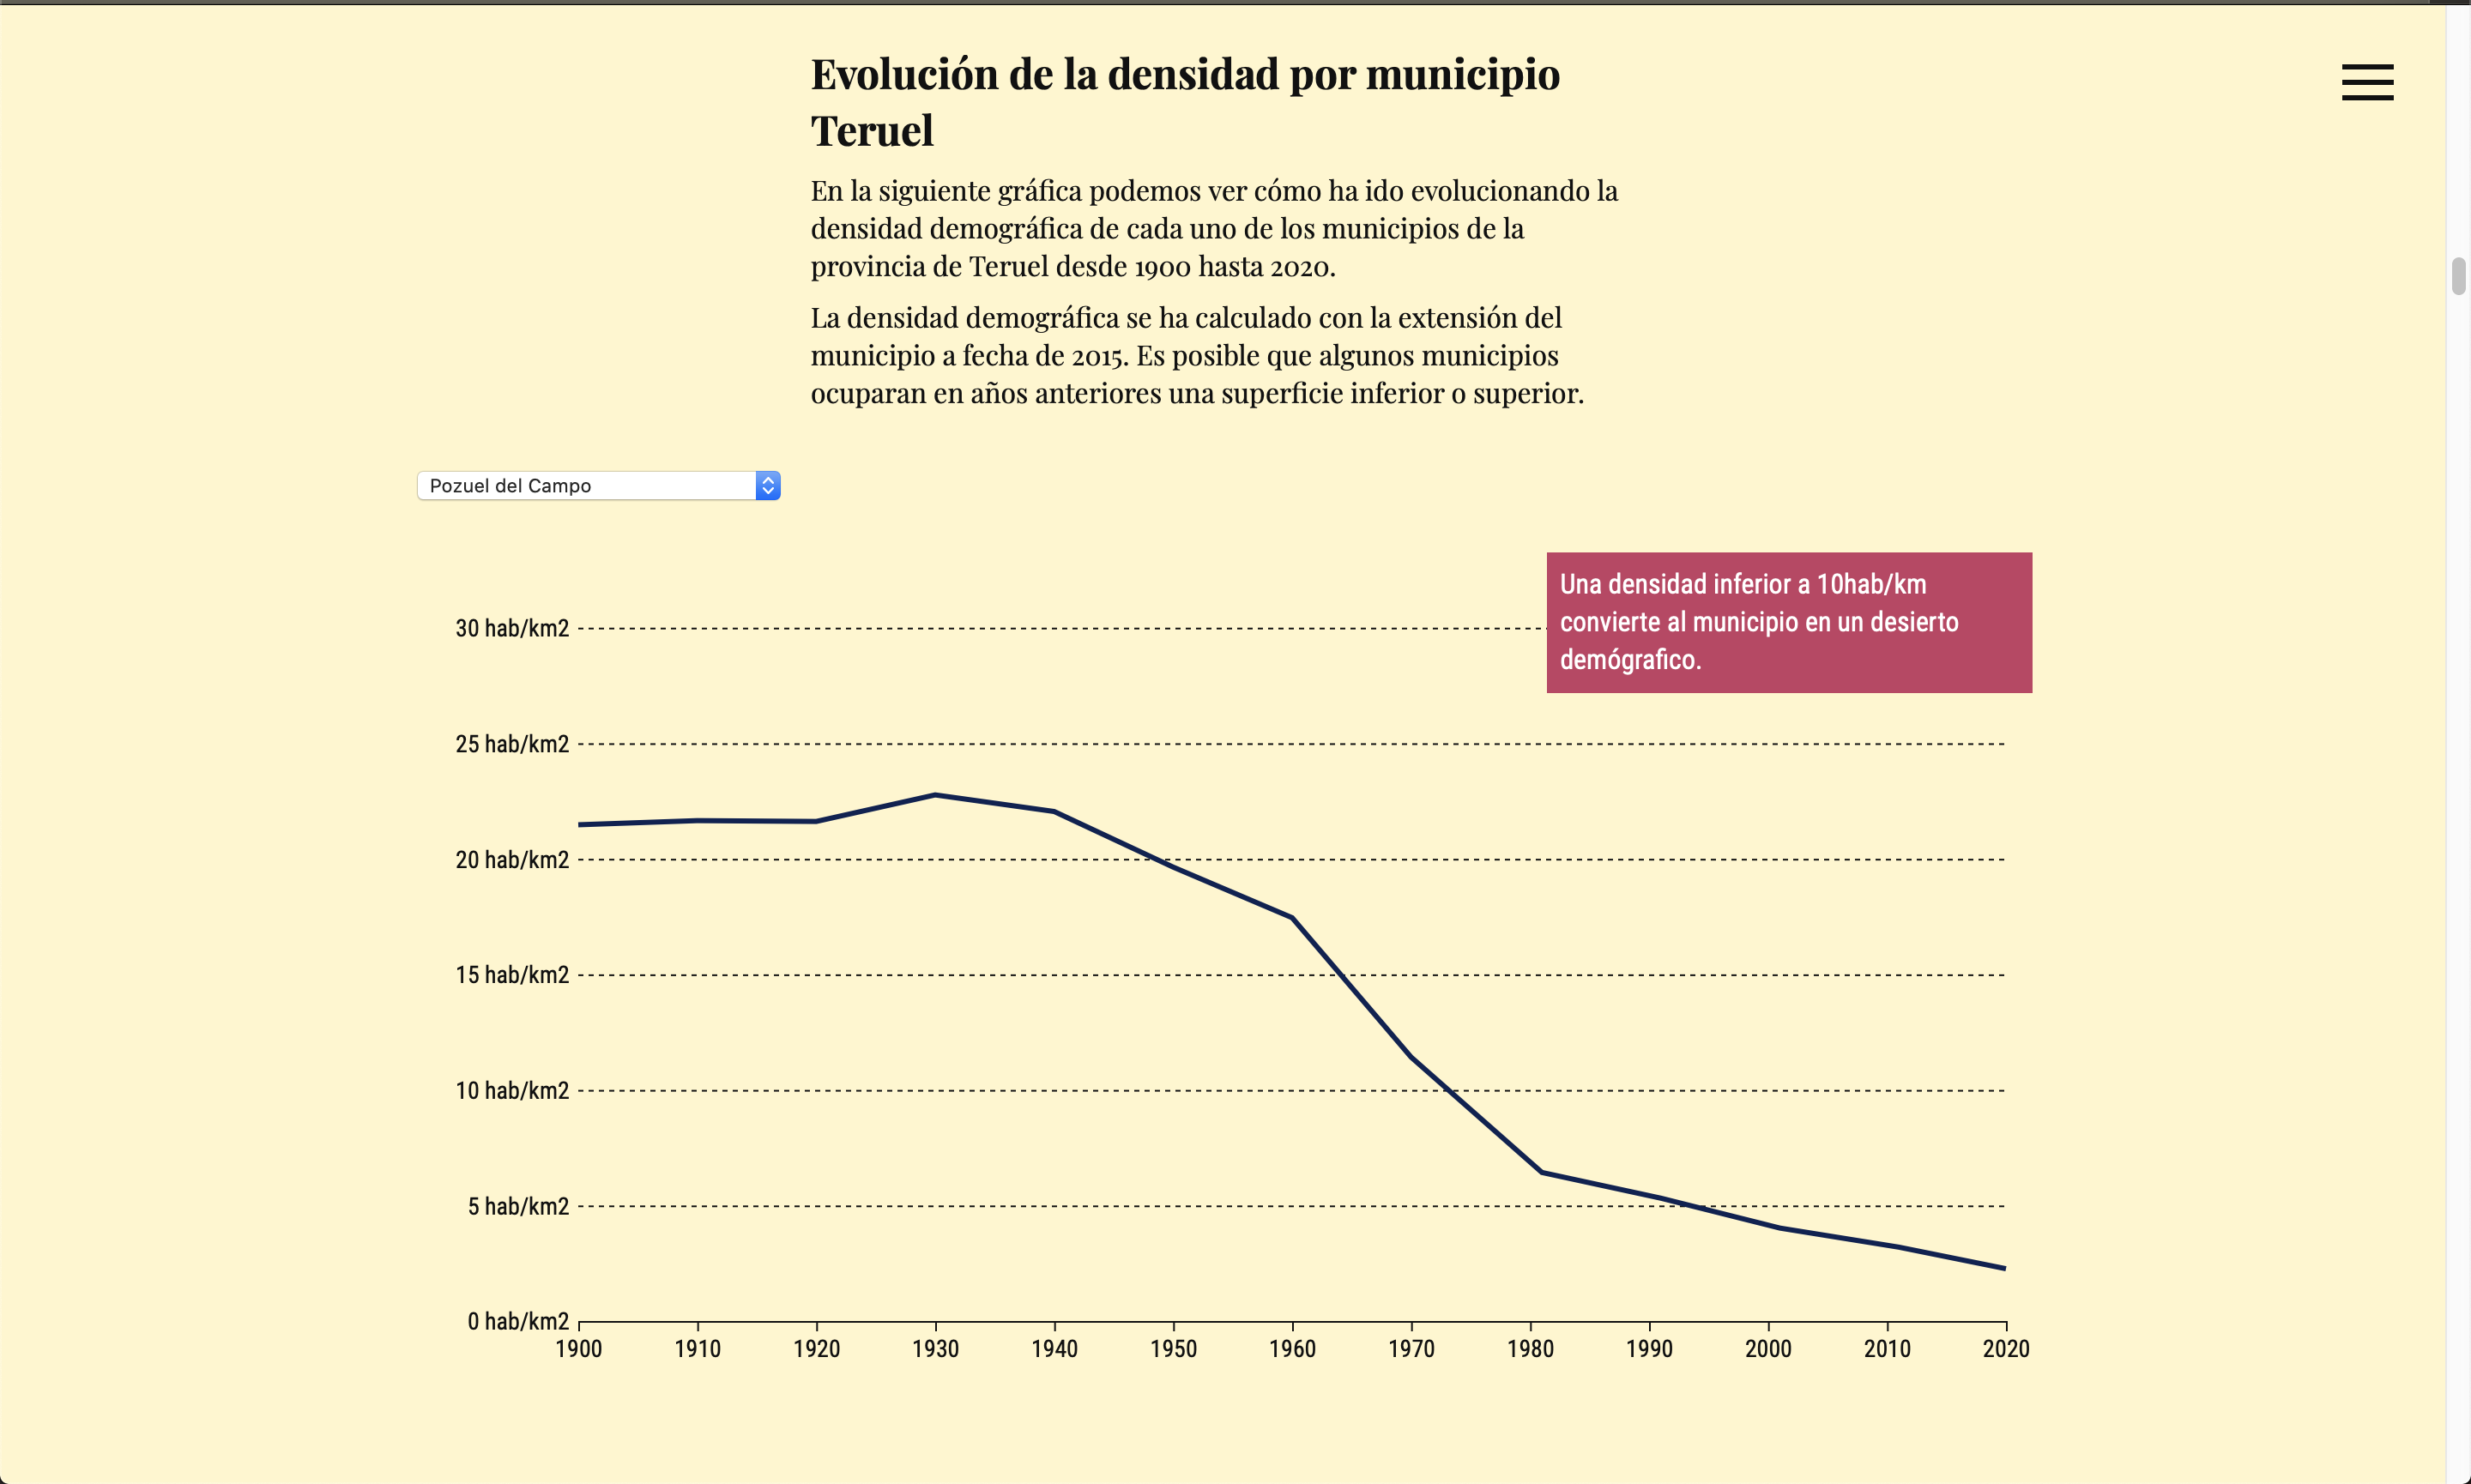 Evolución de la densidad por municipio
Teruel
En la siguiente gráfica podemos ver cómo ha ido evolucionando la
densidad demográfica de cada uno de los municipios de la
provincia de Teruel desde 1900 hasta 2020.
La densidad demográfica se ha calculado con la extensión del
municipio a fecha de 2015. Es posible que algunos municipios
ocuparan en años anteriores una superficie inferior o superior.
Pozuel del Campo
Una densidad inferior a 10hab/km
convierte al municipio en un desierto
demógrafico.
30 hab/km2
25 hab/km2
20 hab/km2
15 hab/km2
10 hab/km2
5 hab/km2
0 hab/km2
1900 1910 1920 1930 1940 1950 1960 1970 1980 1990 2000 2010 2020